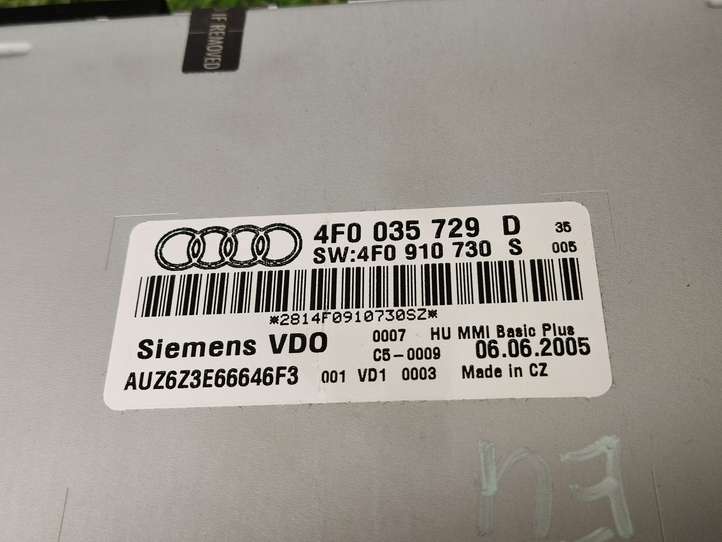 IF REMOVED
4F0 035 729 D 35
SW:4F0 910 730 S 005
*2814F0910730SZ*
Siemens VDO 0007 HU MMI Basic Plus
C5-0009 06.06.2005
AUZ6Z3E66646F3 001 VD1 0003 Made in CZ